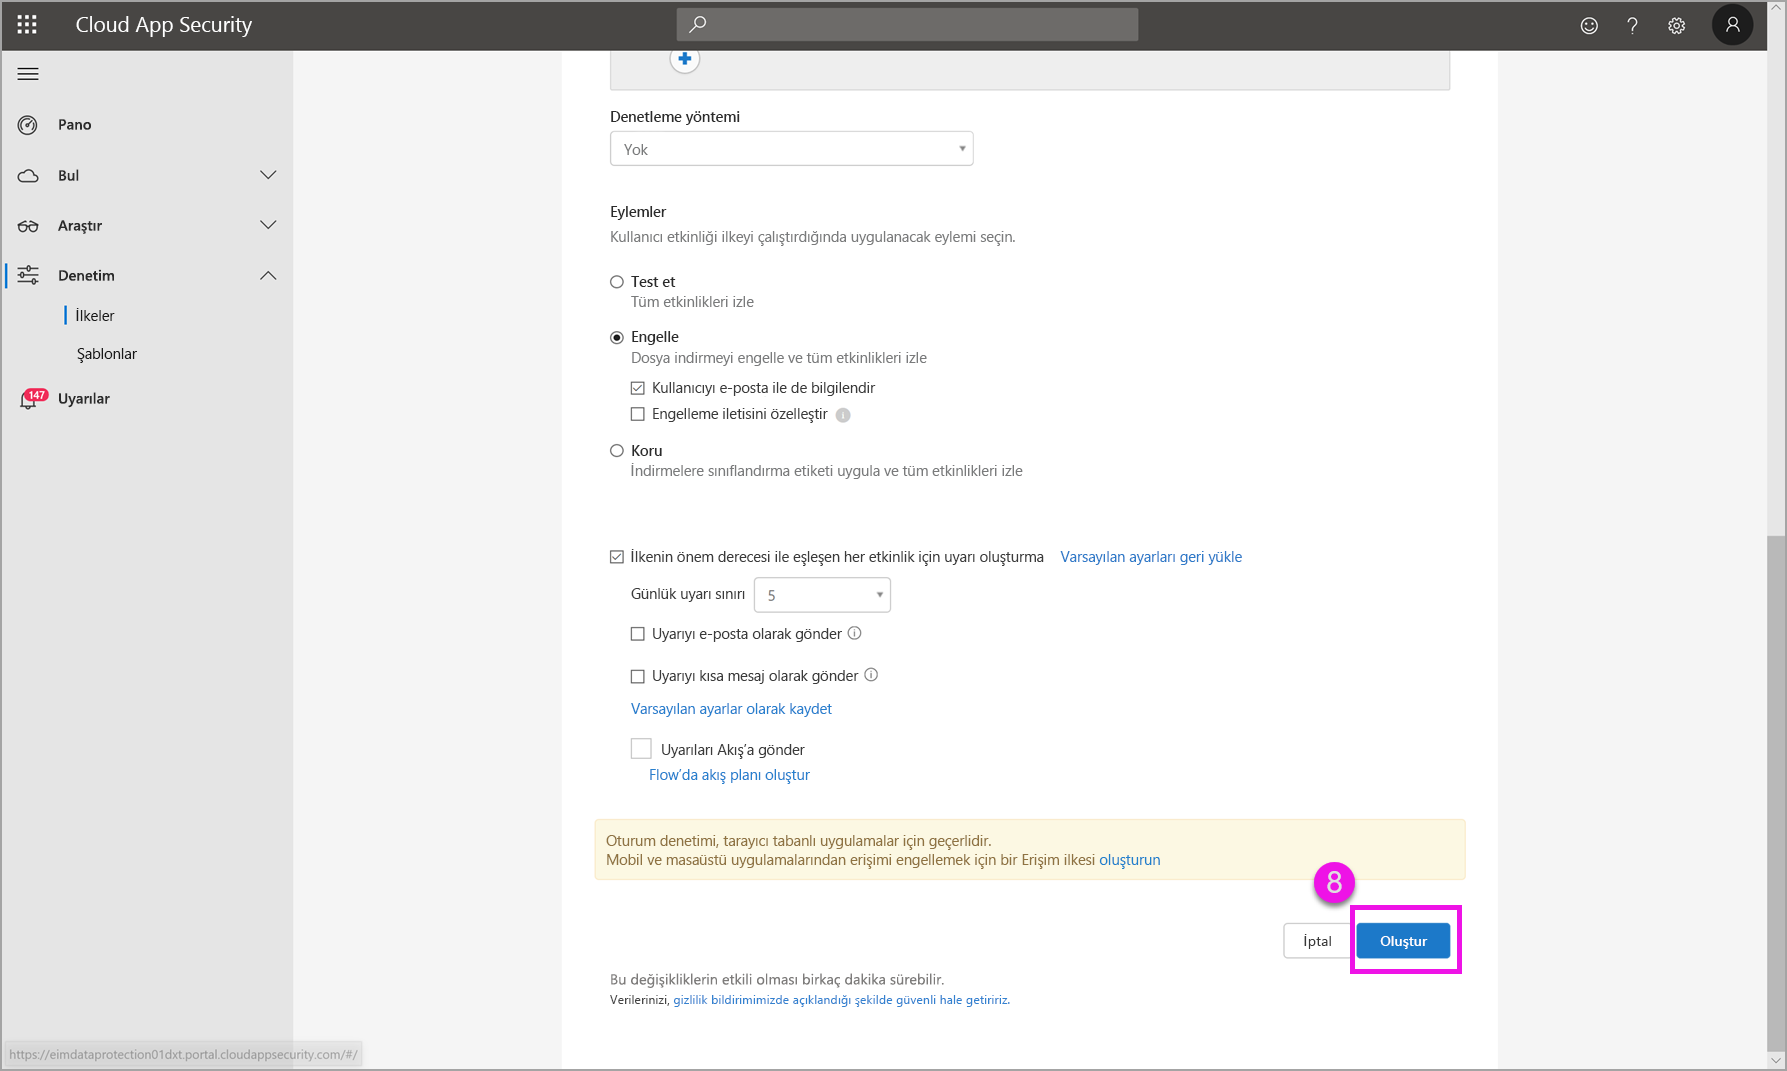 Cloud App Security
Pano
Bul
Araştır
Denetim
İlkeler
Şablonlar
147
Uyarılar
Denetleme yöntemi
Yok
Eylemler
Kullanıcı etkinliği ilkeyi çalıştırdığında uygulanacak eylemi seçin.
Test et
Tüm etkinlikleri izle
Engelle
Dosya indirmeyi engelle ve tüm etkinlikleri izle
Kullanıcıyı e-posta ile de bilgilendir
Engelleme iletisini özelleştir
Koru
İndirmelere sınıflandırma etiketi uygula ve tüm etkinlikleri izle
İlkenin önem derecesi ile eşleşen her etkinlik için uyarı oluşturma Varsayılan ayarları geri yükle
Günlük uyarı sınırı 5
Uyarıyı e-posta olarak gönder
Uyarıyı kısa mesaj olarak gönder
Varsayılan ayarlar olarak kaydet
Uyarıları Akış’a gönder
Flow’da akış planı oluştur
Oturum denetimi, tarayıcı tabanlı uygulamalar için geçerlidir.
Mobil ve masaüstü uygulamalarından erişimi engellemek için bir Erişim ilkesi oluşturun
8
İptal Oluştur
Bu değişikliklerin etkili olması birkaç dakika sürebilir.
Verilerinizi, gizlilik bildirimimizde açıklandığı şekilde güvenli hale getiririz.
https://eimdataprotection01dxt.portal.cloudappsecurity.com/#/